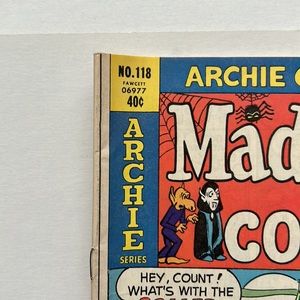 NO.118
FAWCETT
06977
40¢
ARCHIE
SERIES
ARCHIE
Mad
CO
HEY, COUNT!
WHAT'S WITH THE